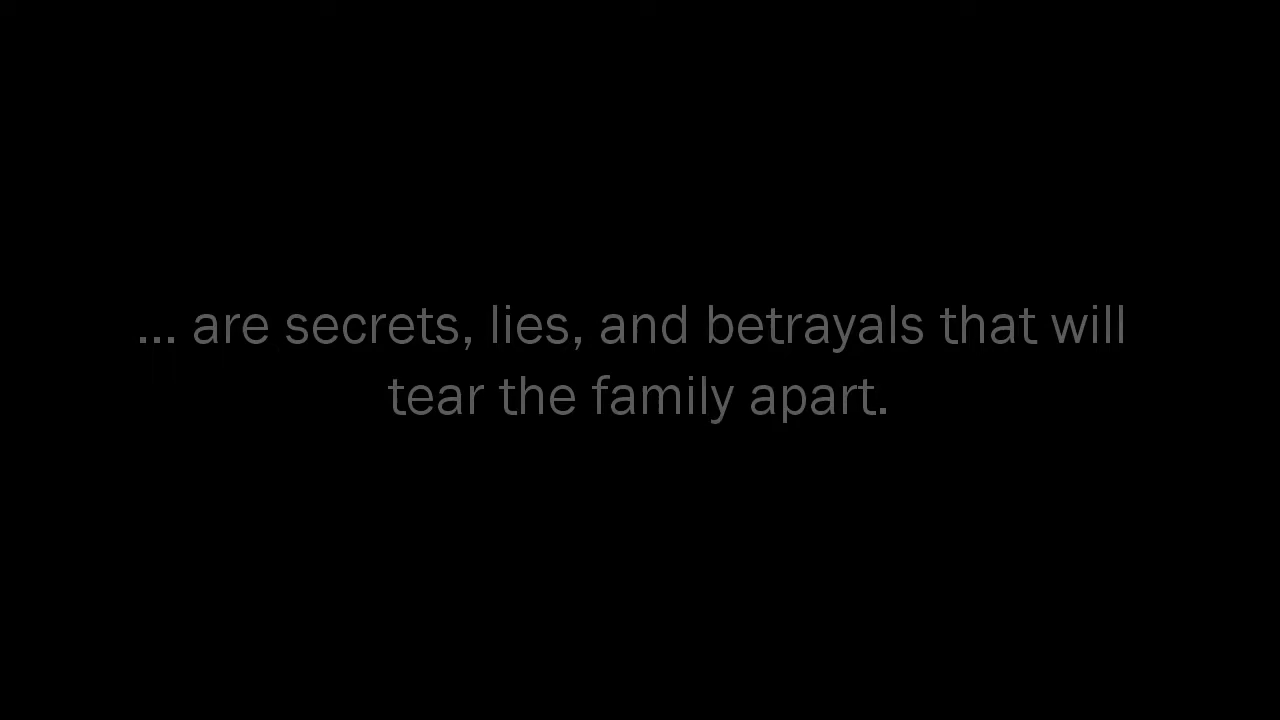 ... are secrets, lies, and betrayals that will
tear the family apart.